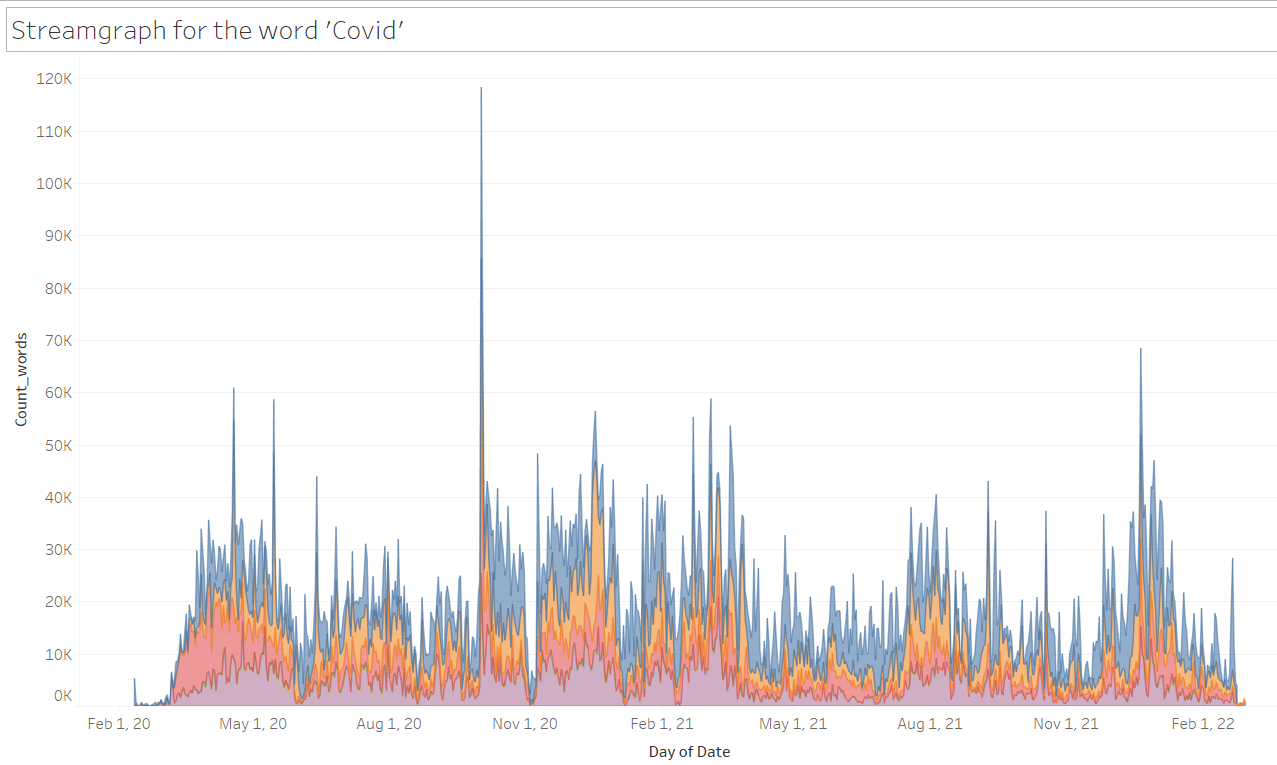 Streamgraph for the word 'Covid'
120K
110K
100K
90K
80K
70K
60K
50K
40K
30K
20K
10K
0K
Count_words
Feb 1, 20 May 1, 20 Aug 1, 20 Nov 1, 20 Feb 1, 21 May 1, 21 Aug 1, 21 Nov 1, 21 Feb 1, 22
Day of Date